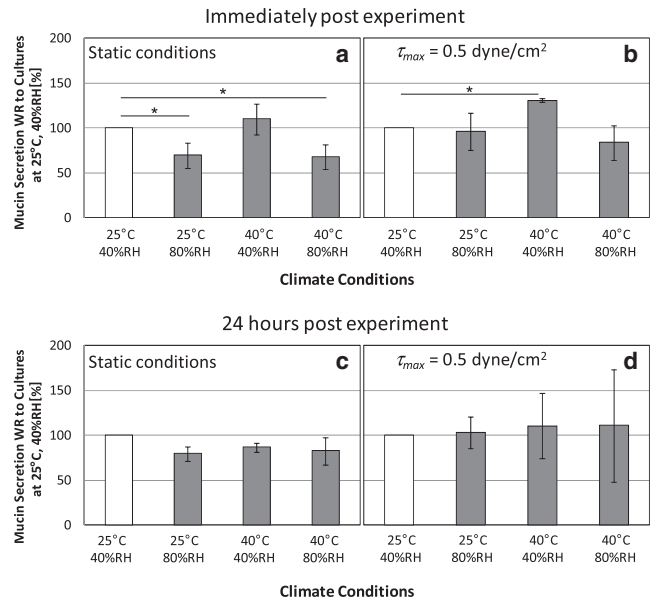 Immediately post experiment
Mucin Secretion WR to Cultures
at 25°C, 40%RH[%]
200
150
100
50
0
Static conditions
a
*
*
τmax = 0.5 dyne/cm2
b
*
25°C 25°C 40°C 40°C 25°C 25°C 40°C 40°C
40%RH 80%RH 40%RH 80%RH 40%RH 80%RH 40%RH 80%RH
Climate Conditions
24 hours post experiment
Mucin Secretion WR to Cultures
at 25°C, 40%RH[%]
200
150
100
50
0
Static conditions
c
τmax = 0.5 dyne/cm2
d
25°C 25°C 40°C 40°C 25°C 25°C 40°C 40°C
40%RH 80%RH 40%RH 80%RH 40%RH 80%RH 40%RH 80%RH
Climate Conditions